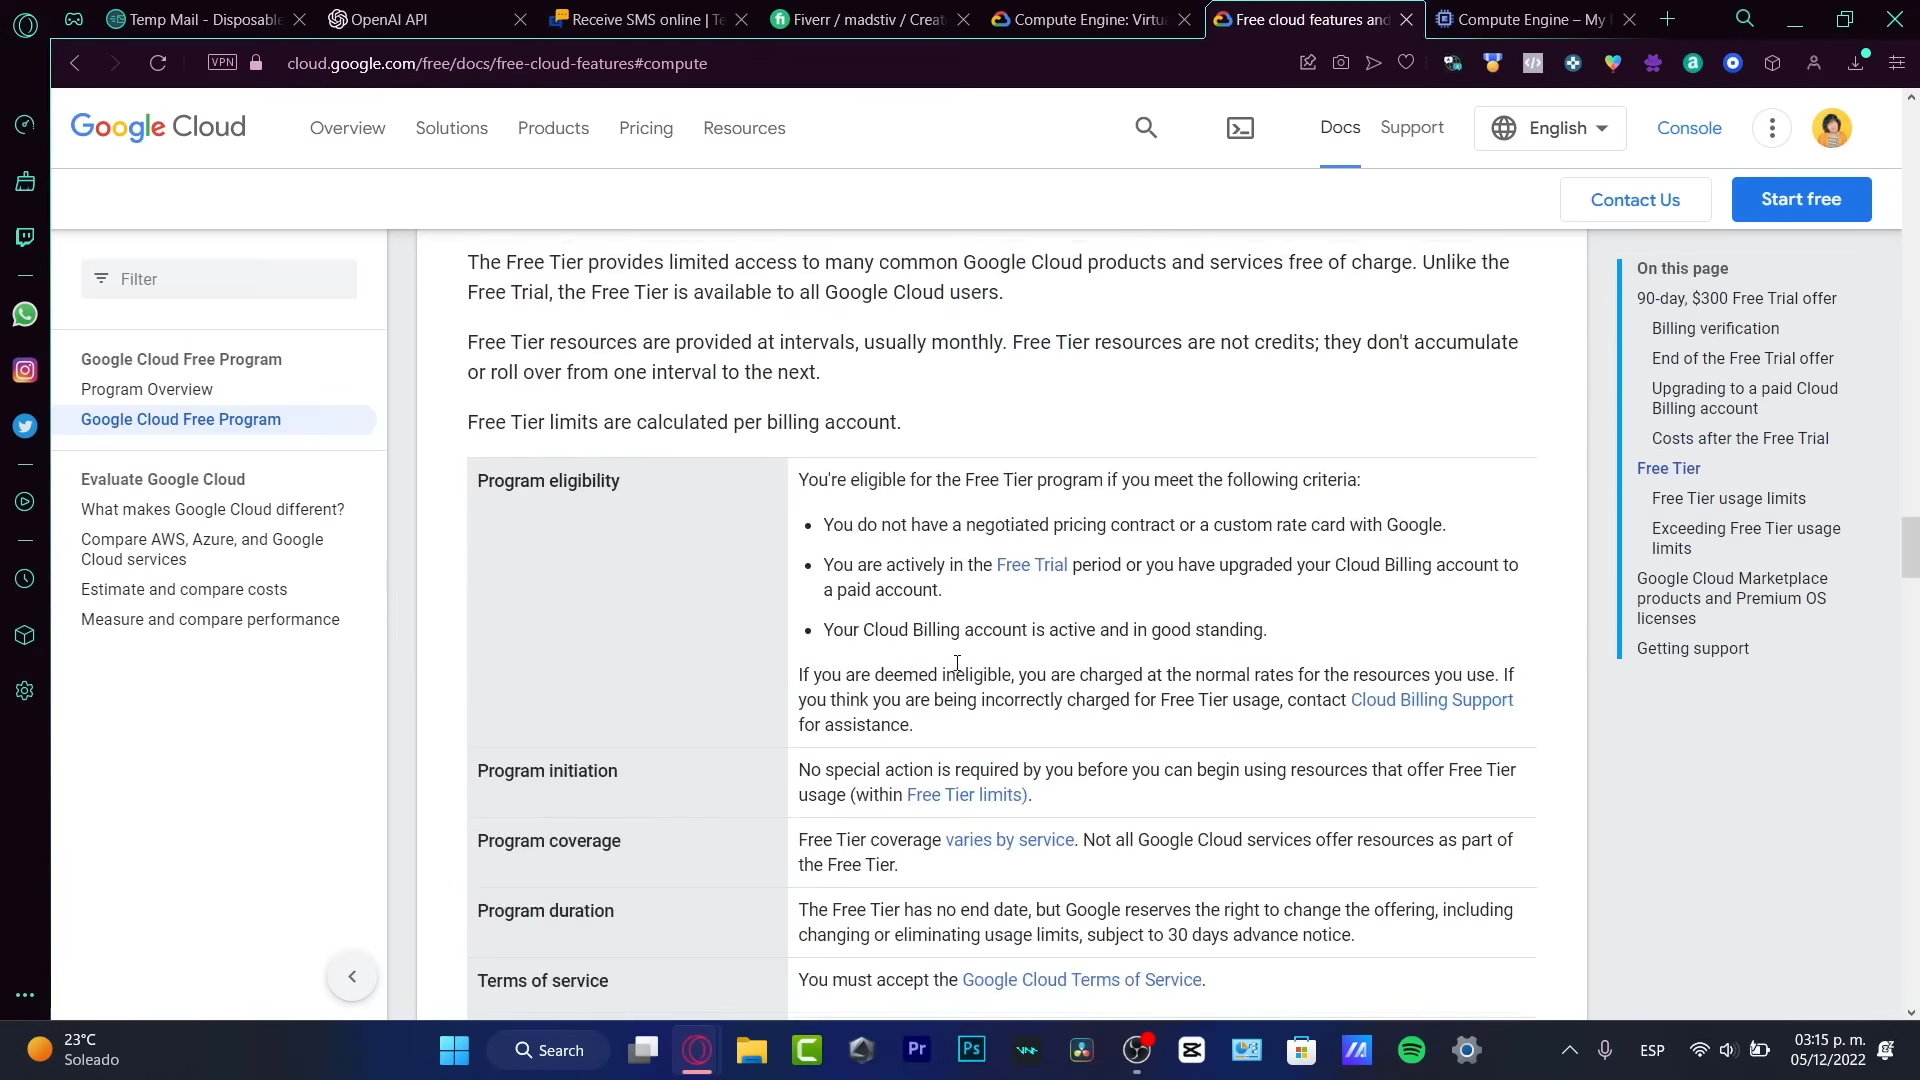 Temp Mail - Disposable
OpenAI API
Receive SMS online | Te
Fiverr / madstiv / Creat
Compute Engine: Virtua
Free cloud features and
Compute Engine – My
VPN
cloud.google.com/free/docs/free-cloud-features#compute
Google Cloud
Overview
Solutions
Products
Pricing
Resources
Docs
Support
English
Console
Contact Us
Start free
Filter
Google Cloud Free Program
Program Overview
Google Cloud Free Program
Evaluate Google Cloud
What makes Google Cloud different?
Compare AWS, Azure, and Google
Cloud services
Estimate and compare costs
Measure and compare performance
The Free Tier provides limited access to many common Google Cloud products and services free of charge. Unlike the
Free Trial, the Free Tier is available to all Google Cloud users.
Free Tier resources are provided at intervals, usually monthly. Free Tier resources are not credits; they don't accumulate
or roll over from one interval to the next.
Free Tier limits are calculated per billing account.
Program eligibility
You're eligible for the Free Tier program if you meet the following criteria:
• You do not have a negotiated pricing contract or a custom rate card with Google.
• You are actively in the Free Trial period or you have upgraded your Cloud Billing account to
a paid account.
• Your Cloud Billing account is active and in good standing.
If you are deemed ineligible, you are charged at the normal rates for the resources you use. If
you think you are being incorrectly charged for Free Tier usage, contact Cloud Billing Support
for assistance.
Program initiation
No special action is required by you before you can begin using resources that offer Free Tier
usage (within Free Tier limits).
Program coverage
Free Tier coverage varies by service. Not all Google Cloud services offer resources as part of
the Free Tier.
Program duration
The Free Tier has no end date, but Google reserves the right to change the offering, including
changing or eliminating usage limits, subject to 30 days advance notice.
Terms of service
You must accept the Google Cloud Terms of Service.
On this page
90-day, $300 Free Trial offer
Billing verification
End of the Free Trial offer
Upgrading to a paid Cloud
Billing account
Costs after the Free Trial
Free Tier
Free Tier usage limits
Exceeding Free Tier usage
limits
Google Cloud Marketplace
products and Premium OS
licenses
Getting support
23°C
Soleado
Search
Pr
Ps
ESP
03:15 p. m.
05/12/2022